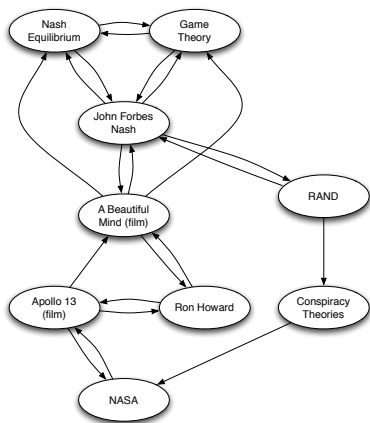 Nash
Equilibrium
Game
Theory
John Forbes
Nash
RAND
A Beautiful
Mind (film)
Apollo 13
(film)
Ron Howard
Conspiracy
Theories
NASA